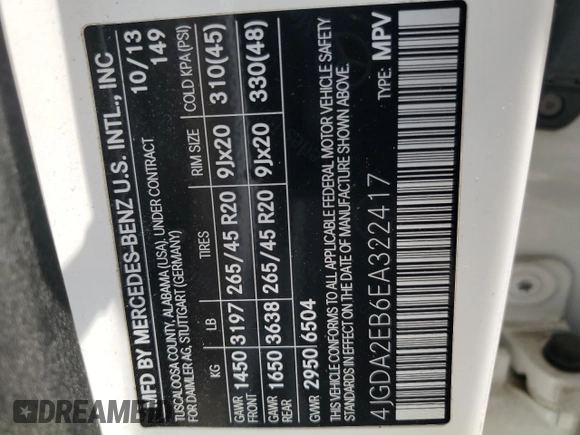 MFD BY MERCEDES-BENZ U.S. INTL., INC
10/13
TUSCALOOSA COUNTY, ALABAMA (USA), UNDER CONTRACT
149
FOR DAIMLER AG, STUTTGART (GERMANY)
KG LB TIRES RIM SIZE COLD KPA (PSI)
GAWR FRONT 1450 3197 265/45 R20 9Jx20 310(45)
GAWR REAR 1650 3638 265/45 R20 9Jx20 330(48)
GVWR 2950 6504
THIS VEHICLE CONFORMS TO ALL APPLICABLE FEDERAL MOTOR VEHICLE SAFETY
STANDARDS IN EFFECT ON THE DATE OF MANUFACTURE SHOWN ABOVE.
4JGDA2EB6EA322417 TYPE: MPV
DREAMERS